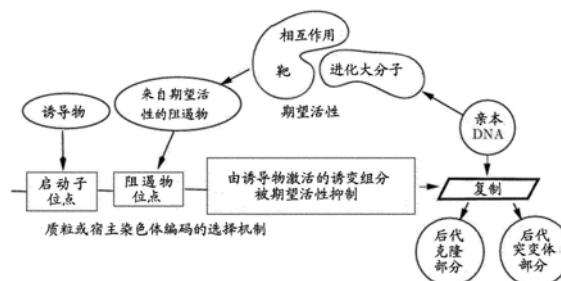 相互作用
靶
进化大分子
期望活性
诱导物
来自期望活
性的阻遏物
亲本
DNA
启动子
位点
阻遏物
位点
由诱导物激活的诱变组分
被期望活性抑制
复制
质粒或宿主染色体编码的选择机制
后代
克隆
部分
后代
突变体
部分